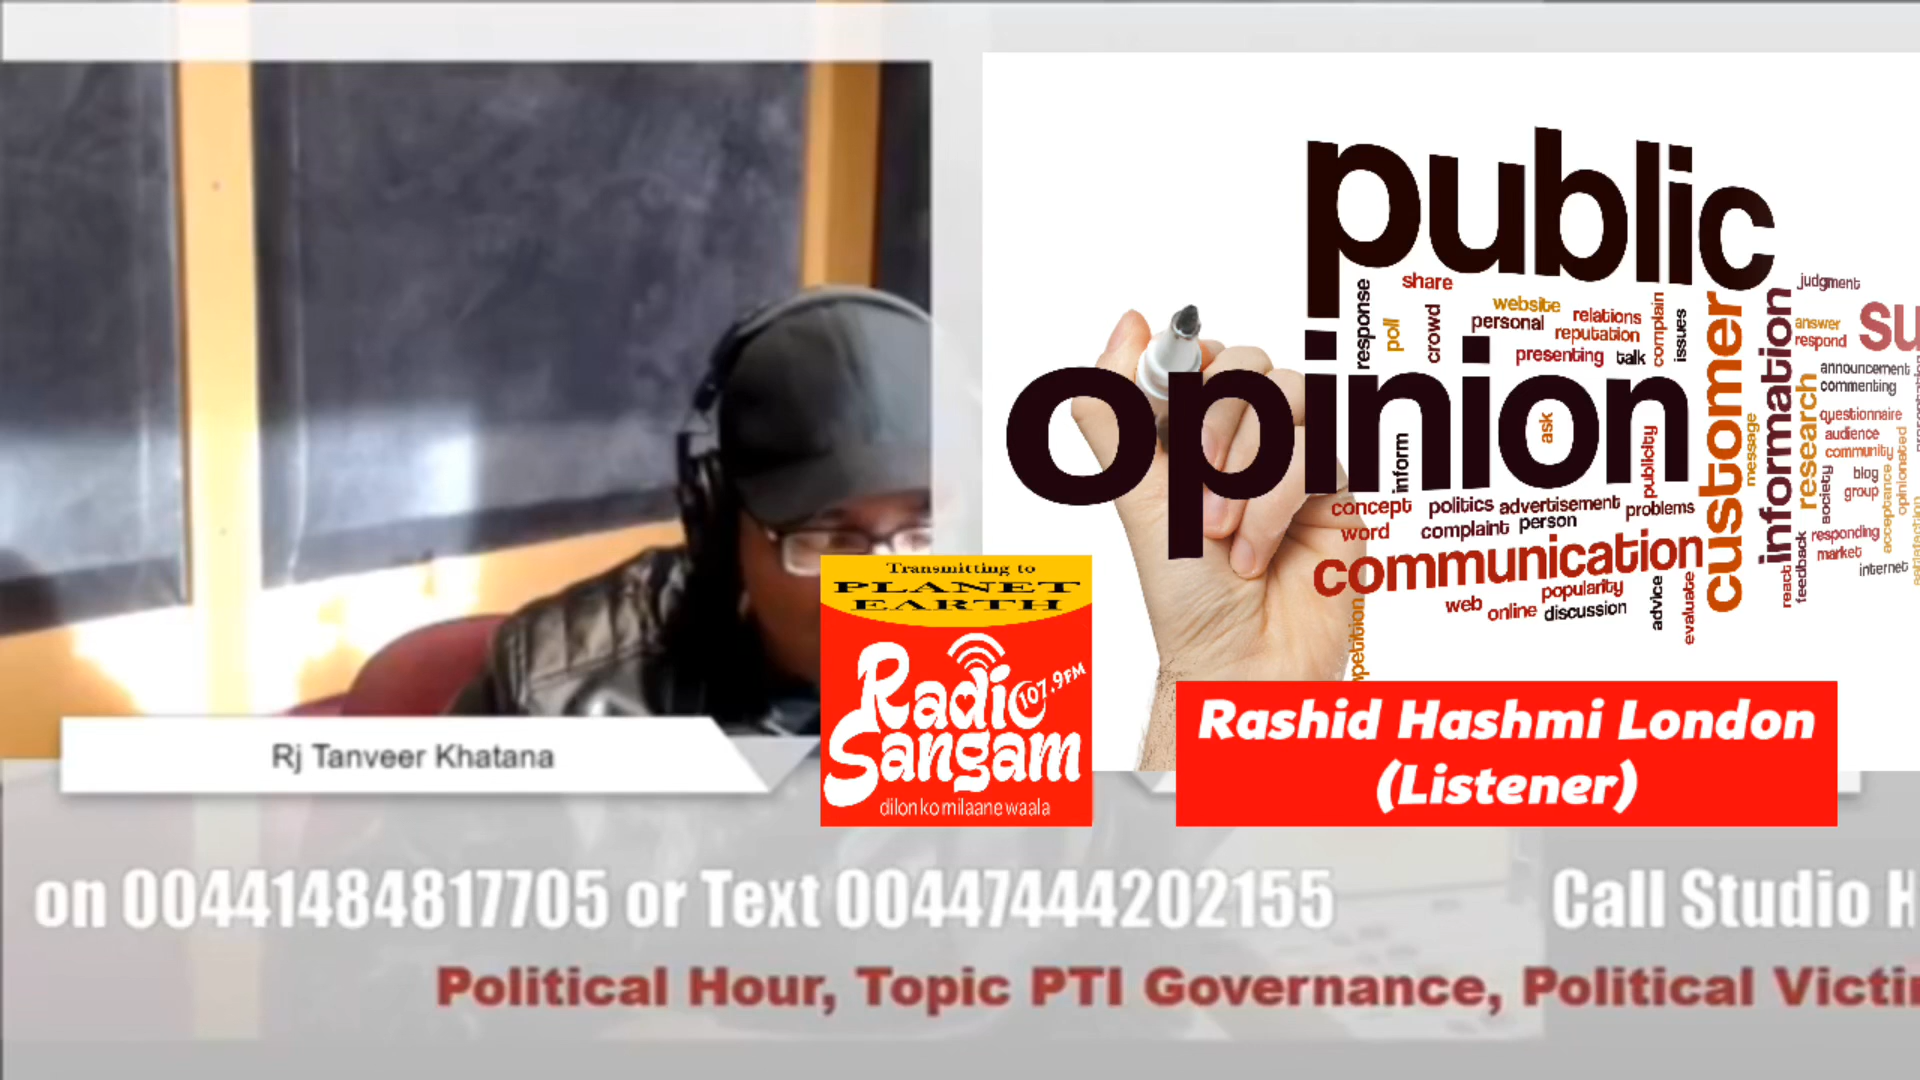 public
opinion
response
share
poll
crowd
website
personal
relations
reputation
presenting
talk
complain
issues
customer
information
judgment
answer
respond
su
announcement
commenting
questionnaire
audience
community
research
message
blog
group
society
acceptance
opinionated
responding
market
internet
react
feedback
inform
ask
publicity
concept
politics
advertisement
problems
word
complaint
person
communication
popularity
web
online
discussion
advice
evaluate
Transmitting to
PLANET
EARTH
Radio
107.9FM
Sangam
dilon ko milaane waala
Rj Tanveer Khatana
Rashid Hashmi London
(Listener)
on 00441484817705 or Text 00447444202155 Call Studio H
Political Hour, Topic PTI Governance, Political Victi